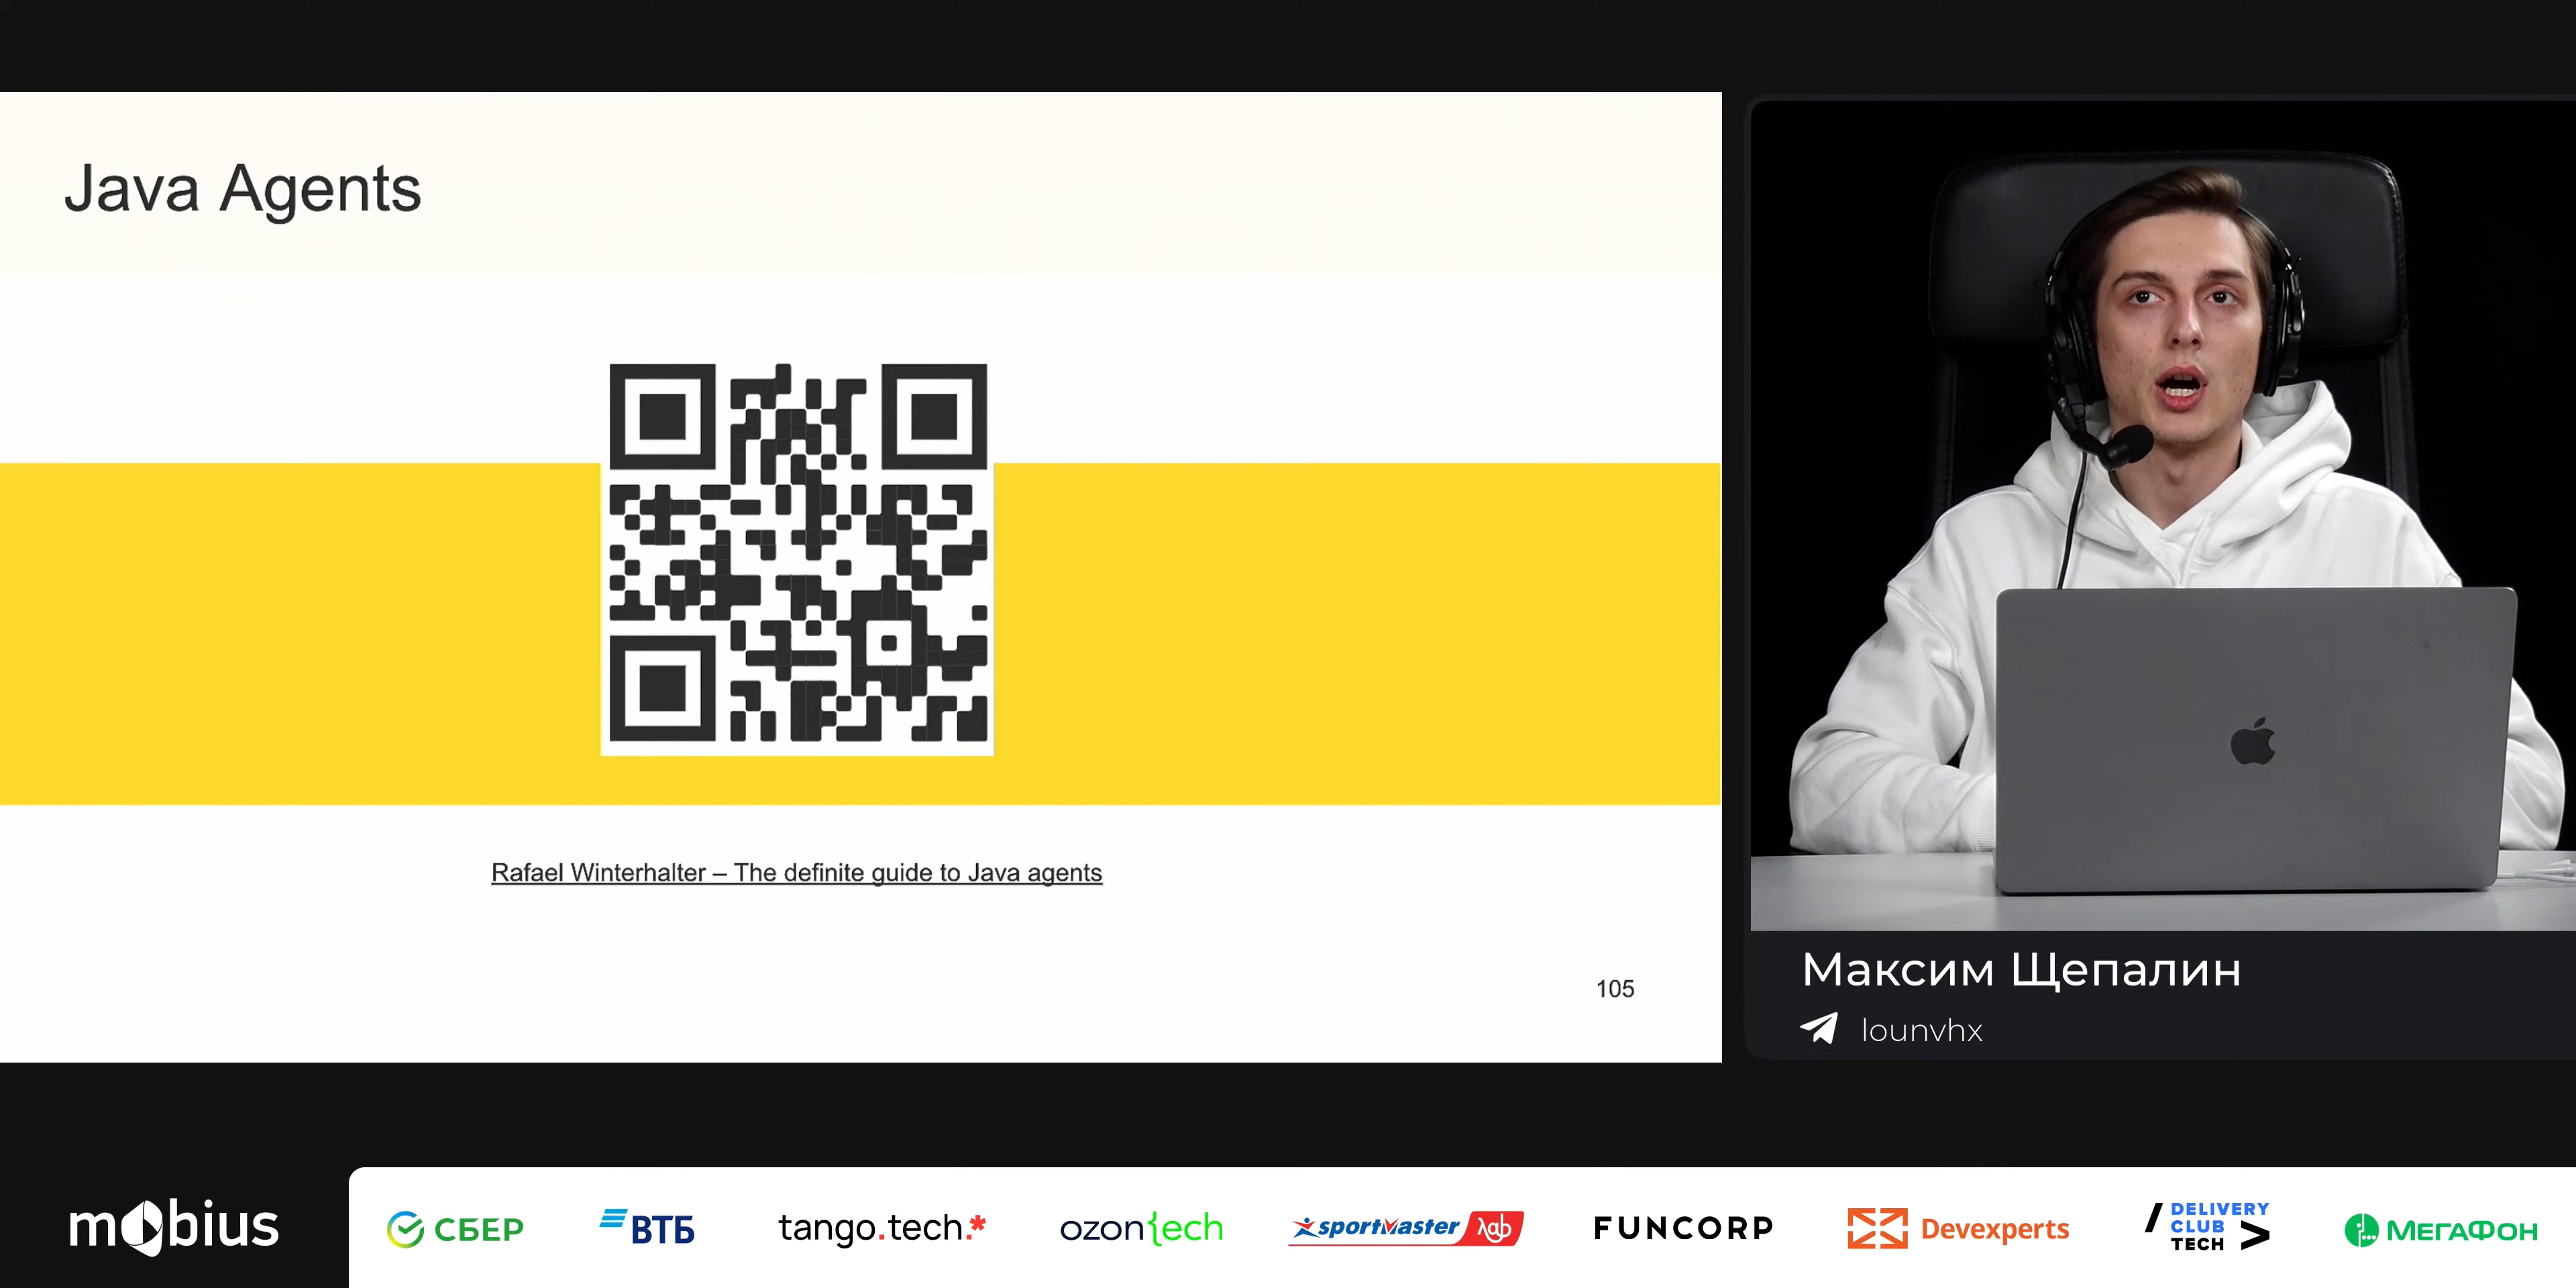 Java Agents
Rafael Winterhalter – The definite guide to Java agents
105
Максим Щепалин
lounvhx
mobius
СБЕР
ВТБ
tango.tech.*
ozon{ech
sportmaster lab
FUNCORP
Devexperts
DELIVERY
CLUB
TECH
МЕГАФОН